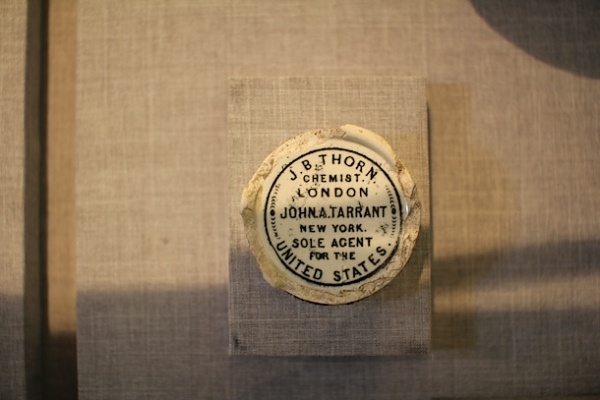 J.B.THORN.
CHEMIST.
LONDON
JOHN.A.TARRANT
NEW YORK.
SOLE AGENT
FOR THE
UNITED STATES.